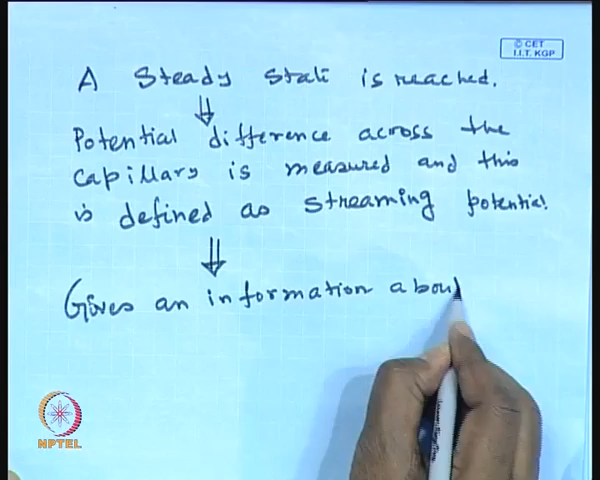 © CET
I.I.T. KGP
A Steady State is reached.
⇓
Potential difference across the
Capillary is measured and this
is defined as streaming potential.
⇓
Gives an information about
NPTEL